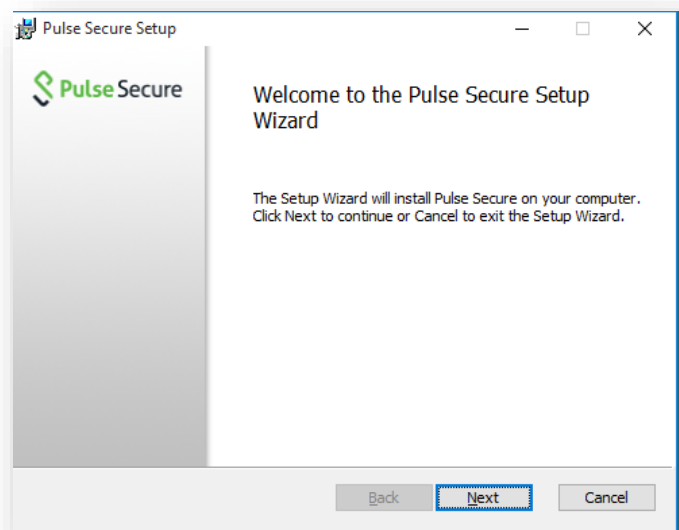 Pulse Secure Setup
Pulse Secure
Welcome to the Pulse Secure Setup
Wizard
The Setup Wizard will install Pulse Secure on your computer.
Click Next to continue or Cancel to exit the Setup Wizard.
Back
Next
Cancel